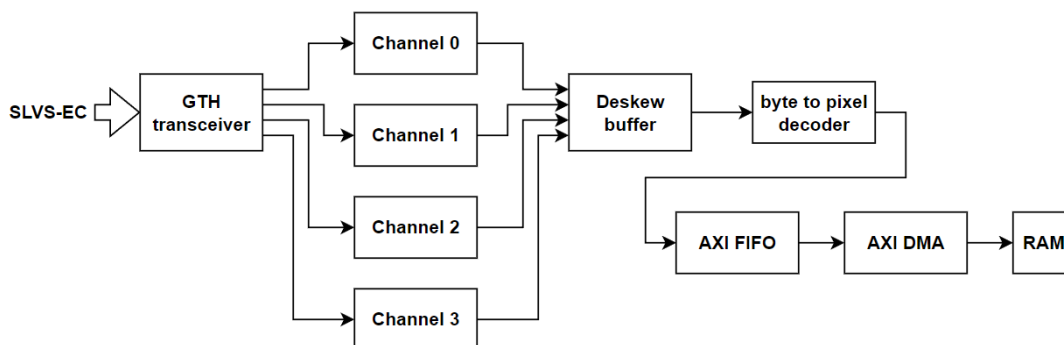 SLVS-EC
GTH
transceiver
Channel 0
Channel 1
Channel 2
Channel 3
Deskew
buffer
byte to pixel
decoder
AXI FIFO
AXI DMA
RAM